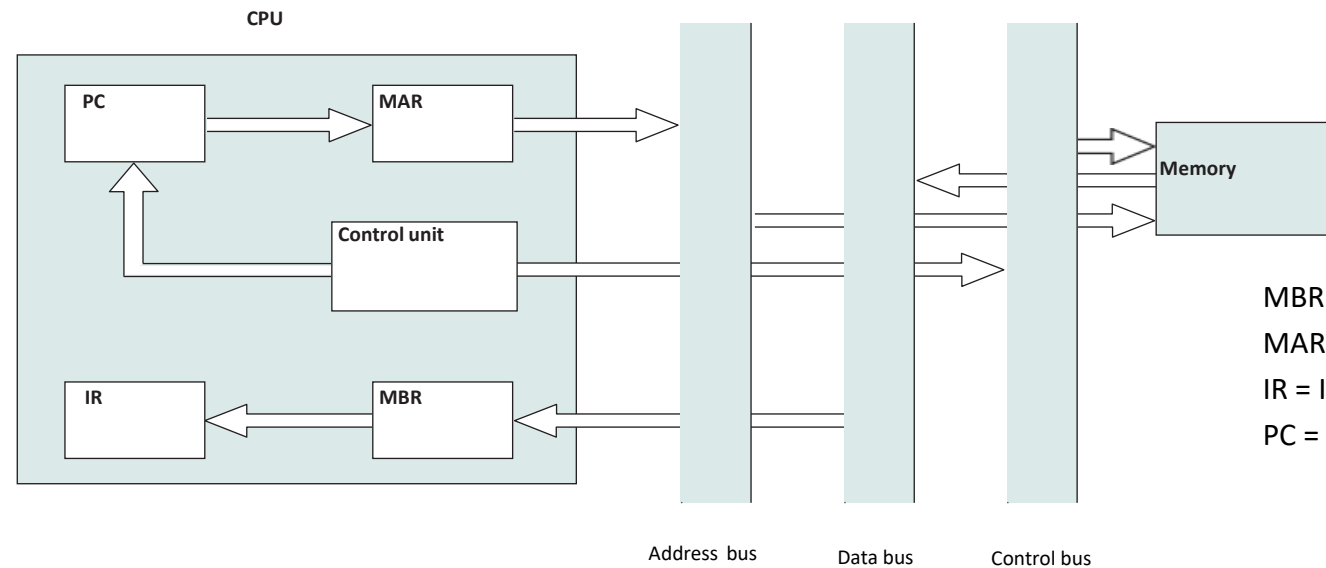 CPU
PC
MAR
Memory
Control unit
MBR
MAR
IR = I
PC =
IR
MBR
Address bus
Data bus
Control bus